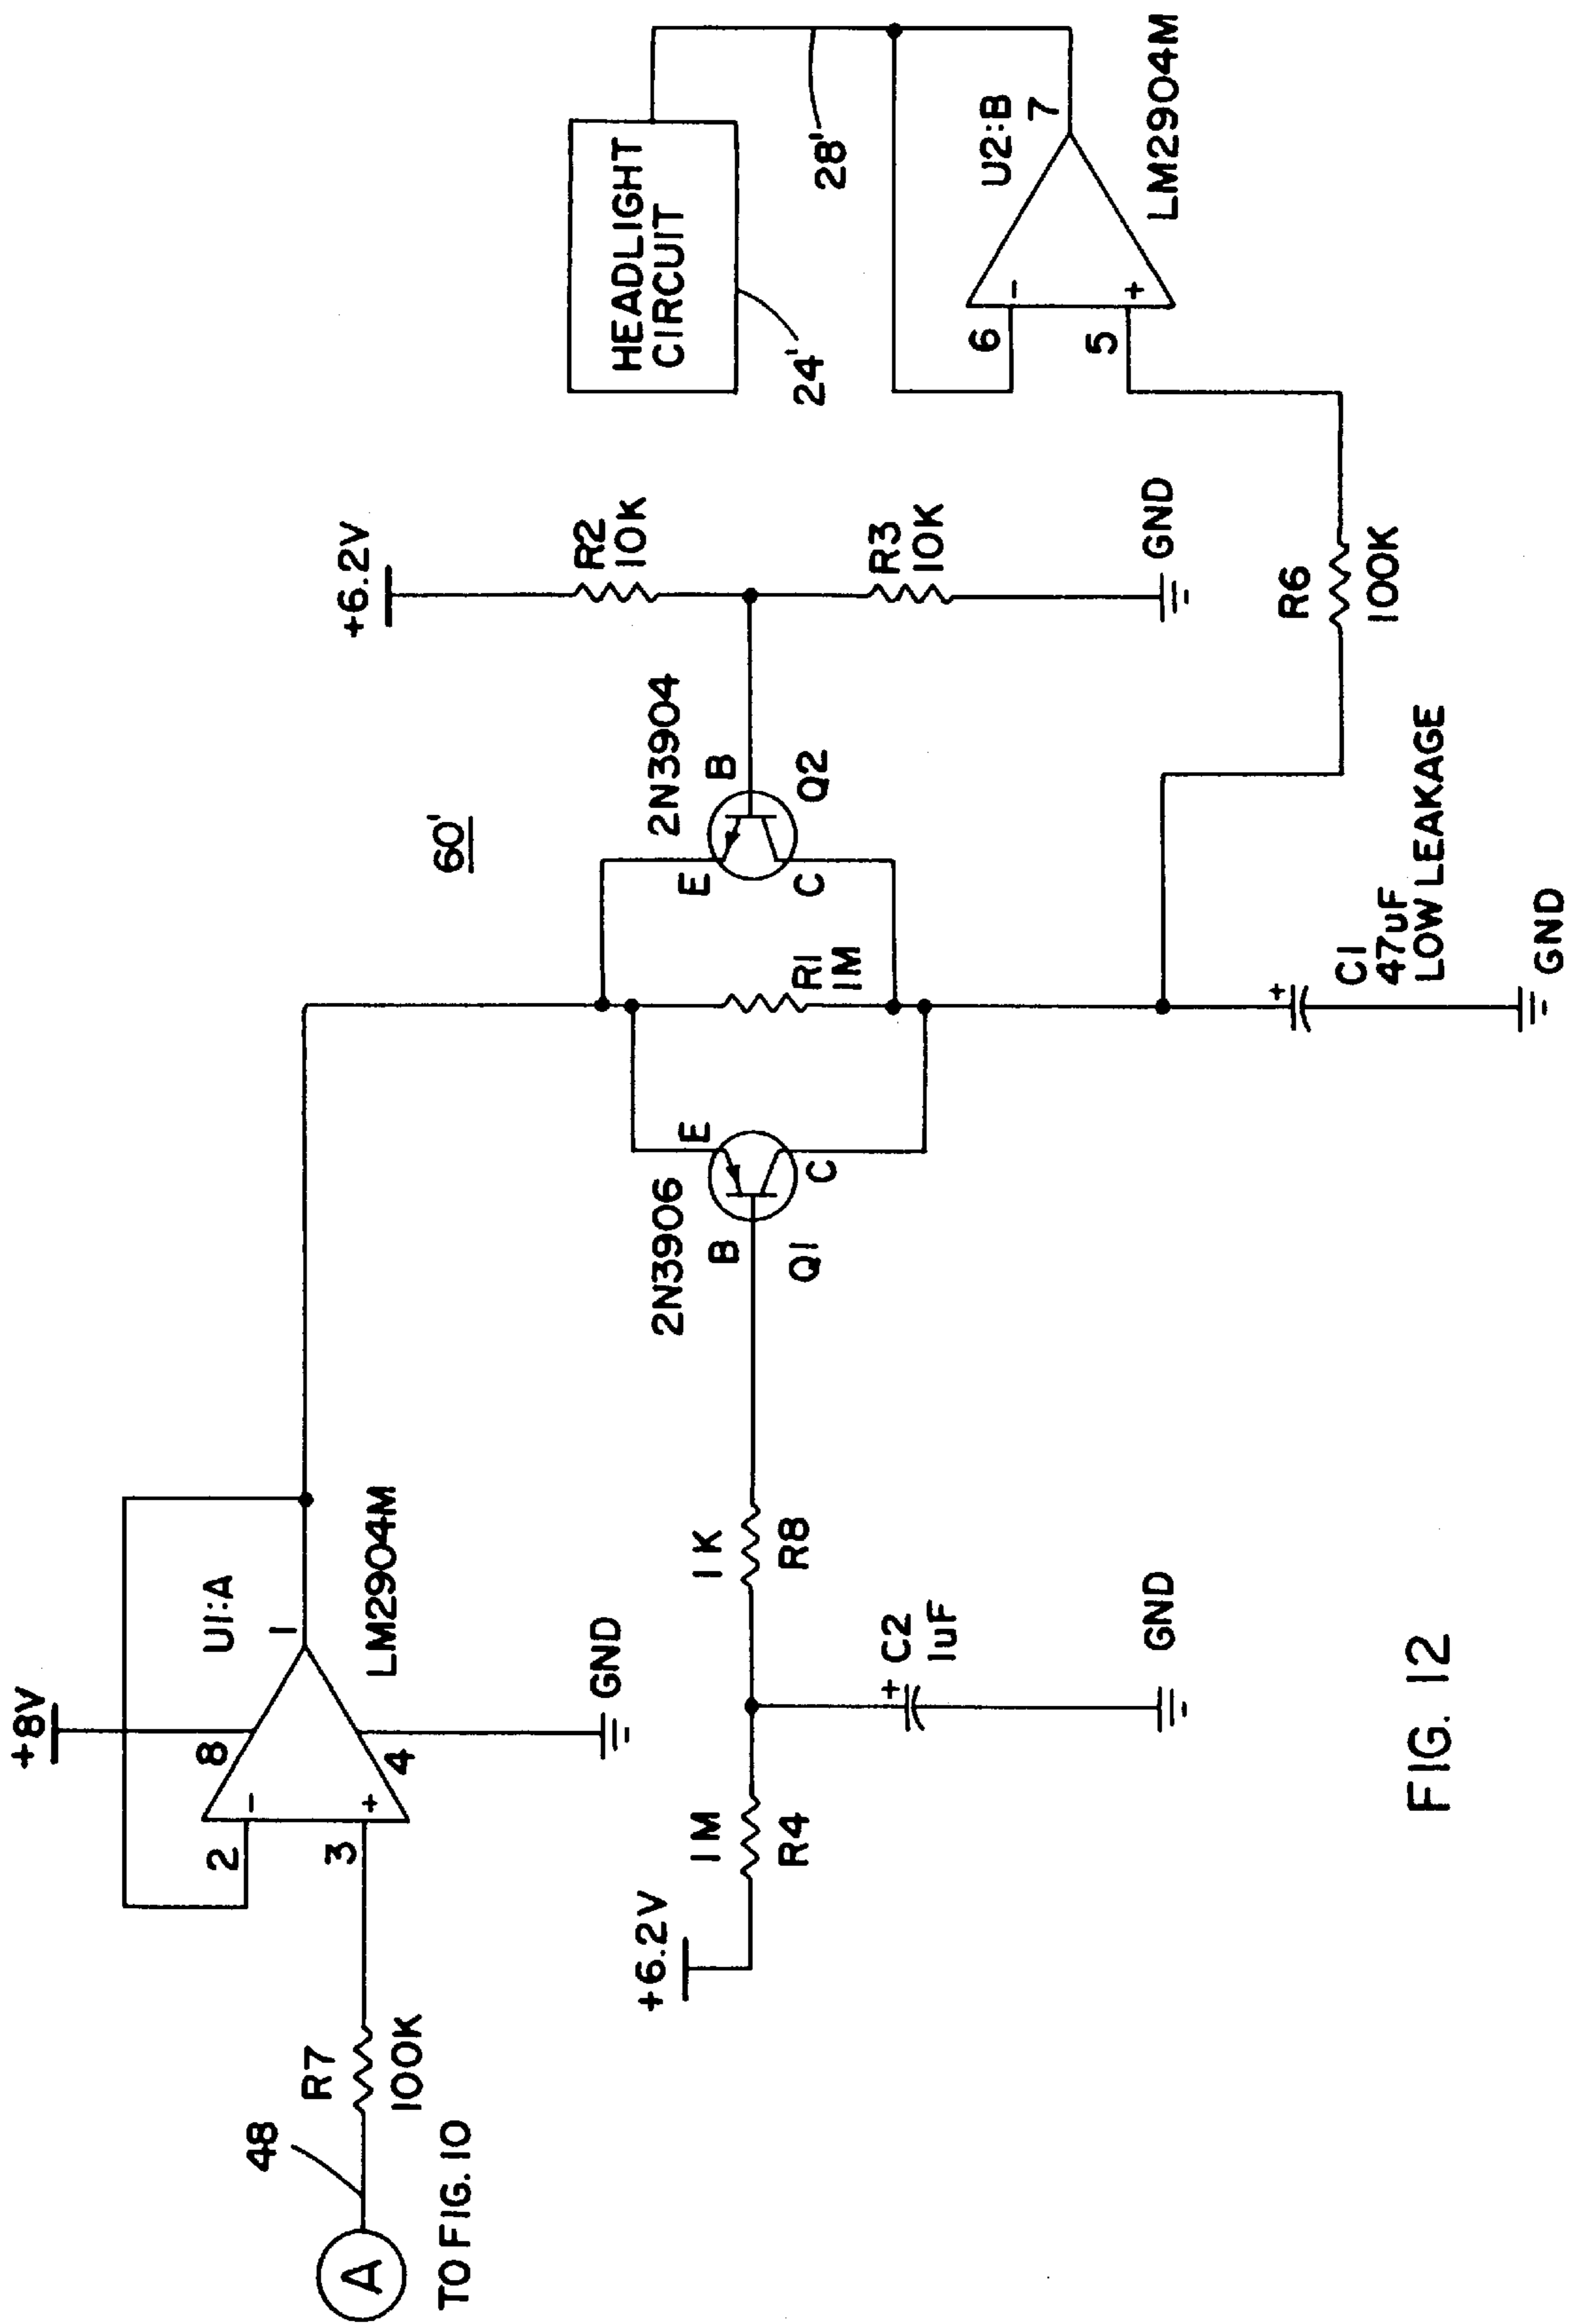 +8V
8
2
-
3
+
4
U1:A
1
LM2904M
GND
48
A
TO FIG. 10
R7
100K
+6.2V
1M
R4
C2
+
1uF
GND
1K
R8
2N3906
B
E
C
Q1
R1
1M
60'
2N3904
B
E
C
Q2
+6.2V
R2
10K
R3
10K
GND
C1
+
47uF
LOW LEAKAGE
GND
R6
100K
HEADLIGHT
CIRCUIT
24'
28'
U2:B
7
6
-
5
+
LM2904M
FIG. 12